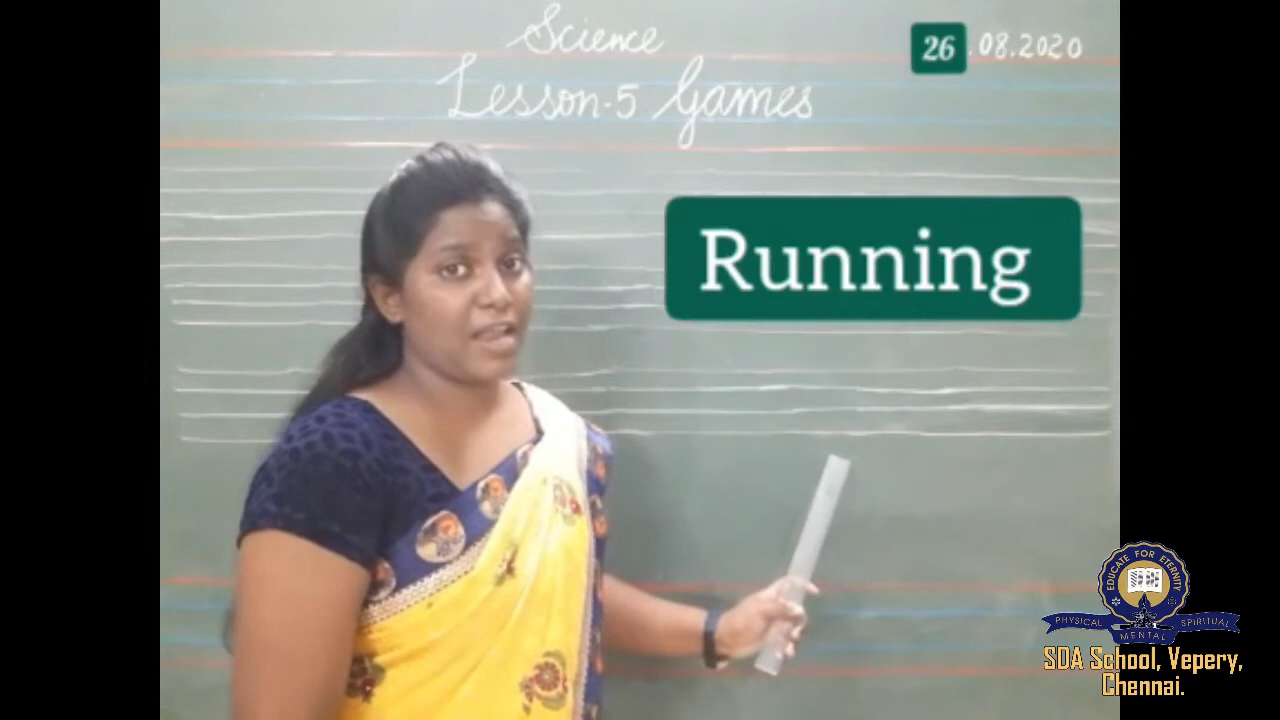 Science
26.08.2020
Lesson-5 Games
Running
EDUCATE FOR ETERNITY
PHYSICAL MENTAL SPIRITUAL
SDA School, Vepery,
Chennai.